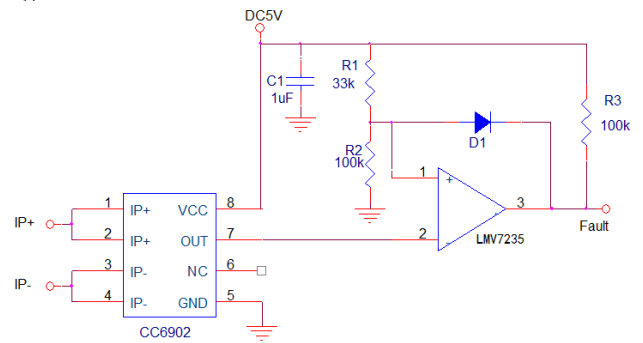 DC5V
C1
1uF
R1
33k
R2
100k
D1
R3
100k
1
+
3
2
-
LMV7235
Fault
IP+
IP-
1 IP+ VCC 8
2 IP+ OUT 7
3 IP- NC 6
4 IP- GND 5
CC6902